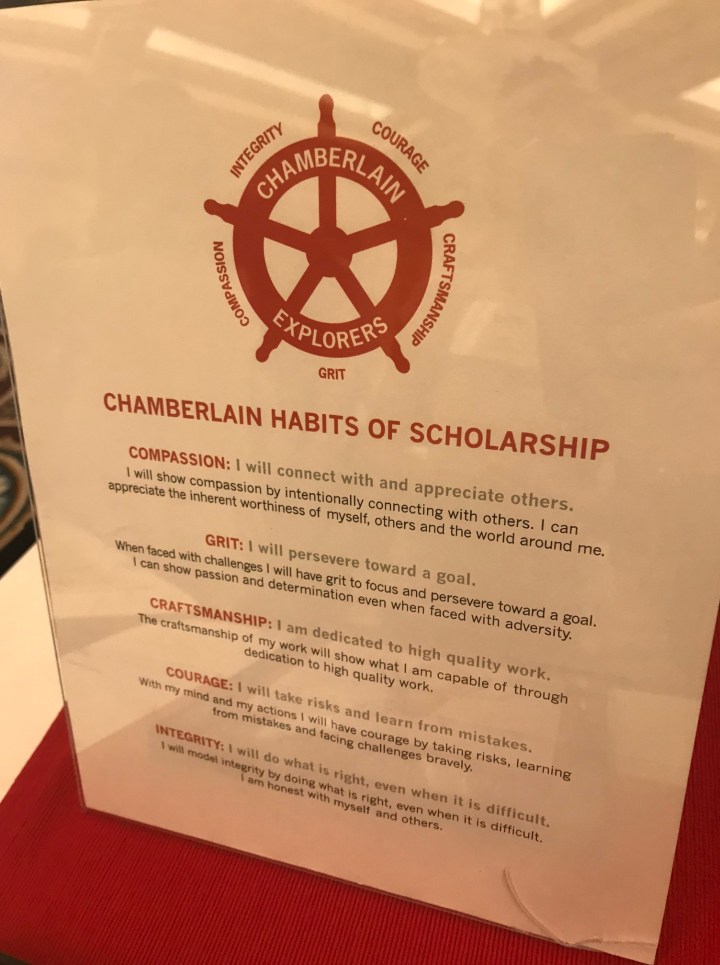 INTEGRITY
COURAGE
CHAMBERLAIN
COMPASSION
CRAFTSMANSHIP
EXPLORERS
GRIT
CHAMBERLAIN HABITS OF SCHOLARSHIP
COMPASSION: I will connect with and appreciate others.
I will show compassion by intentionally connecting with others. I can
appreciate the inherent worthiness of myself, others and the world around me.
GRIT: I will persevere toward a goal.
When faced with challenges I will have grit to focus and persevere toward a goal.
I can show passion and determination even when faced with adversity.
CRAFTSMANSHIP: I am dedicated to high quality work.
The craftsmanship of my work will show what I am capable of through
dedication to high quality work.
COURAGE: I will take risks and learn from mistakes.
With my mind and my actions I will have courage by taking risks, learning
from mistakes and facing challenges bravely.
INTEGRITY: I will do what is right, even when it is difficult.
I will model integrity by doing what is right, even when it is difficult.
I am honest with myself and others.